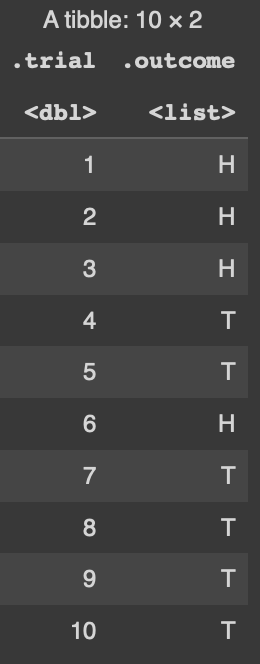 A tibble: 10 × 2
.trial .outcome
<dbl> <list>
1 H
2 H
3 H
4 T
5 T
6 H
7 T
8 T
9 T
10 T